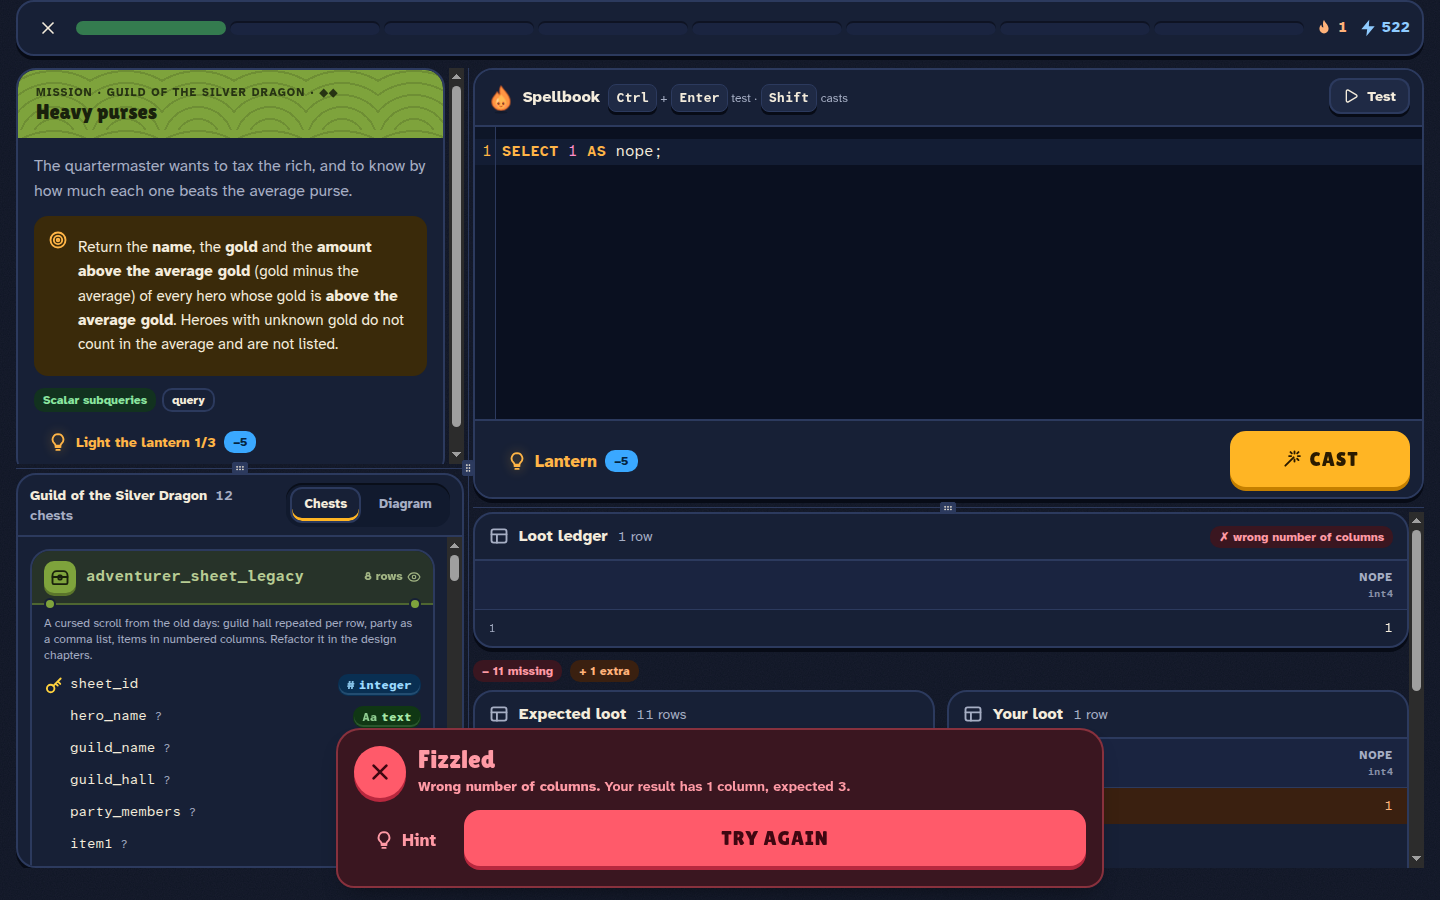 1
522
MISSION · GUILD OF THE SILVER DRAGON · ◆◆
Heavy purses
The quartermaster wants to tax the rich, and to know by
how much each one beats the average purse.
Return the name, the gold and the amount
above the average gold (gold minus the
average) of every hero whose gold is above the
average gold. Heroes with unknown gold do not
count in the average and are not listed.
Scalar subqueries
query
Light the lantern 1/3
−5
Guild of the Silver Dragon 12
chests
Chests
Diagram
adventurer_sheet_legacy
8 rows
A cursed scroll from the old days: guild hall repeated per row, party as
a comma list, items in numbered columns. Refactor it in the design
chapters.
sheet_id
# integer
hero_name ?
Aa text
guild_name ?
guild_hall ?
party_members ?
item1 ?
Spellbook Ctrl + Enter test · Shift casts
Test
1 SELECT 1 AS nope;
Lantern −5
CAST
Loot ledger 1 row
✗ wrong number of columns
NOPE
int4
1 1
− 11 missing
+ 1 extra
Expected loot 11 rows
Your loot 1 row
NOPE
int4
1
Fizzled
Wrong number of columns. Your result has 1 column, expected 3.
Hint
TRY AGAIN